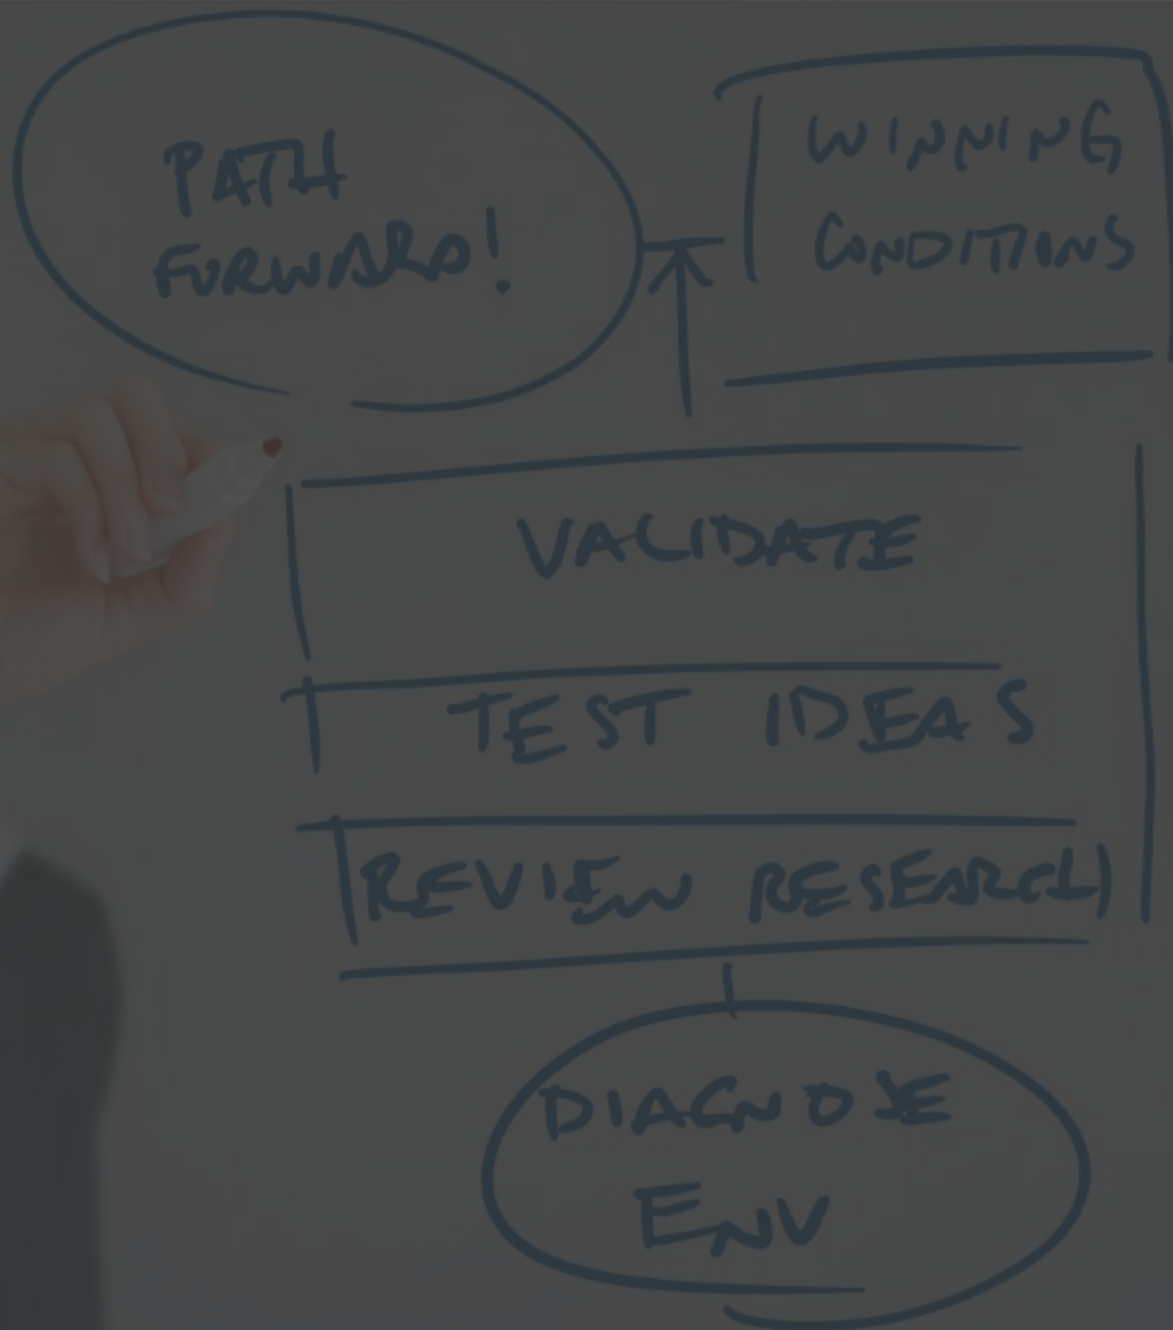 PATH
FORWARD!
WINNING
CONDITIONS
VALIDATE
TEST IDEAS
REVIEW RESEARCH
DIAGNOSE
ENV